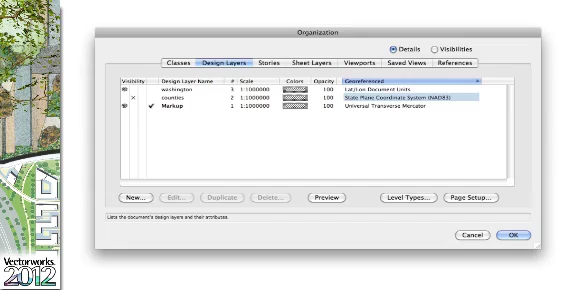 Organization
Details Visibilities
Classes Design Layers Stories Sheet Layers Viewports Saved Views References
Visibility Design Layer Name # Scale Colors Opacity Georeferenced
washington 3 1:1000000 100 Lat/Lon Document Units
counties 2 1:1000000 100 State Plane Coordinate System (NAD83)
Markup 1 1:1000000 100 Universal Transverse Mercator
New... Edit... Duplicate Delete... Preview Level Types... Page Setup...
Lists the document's design layers and their attributes.
Cancel OK
Vectorworks.
2012